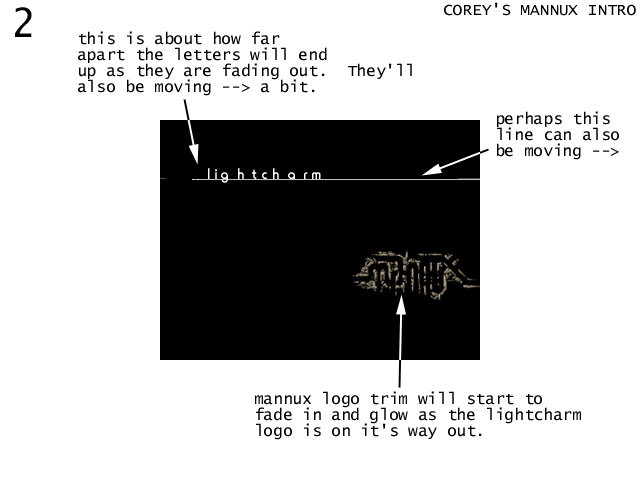 2
COREY'S MANNUX INTRO
this is about how far
apart the letters will end
up as they are fading out.  They'll
also be moving --> a bit.
perhaps this
line can also
be moving -->
lightcharm
mannux logo trim will start to
fade in and glow as the lightcharm
logo is on it's way out.